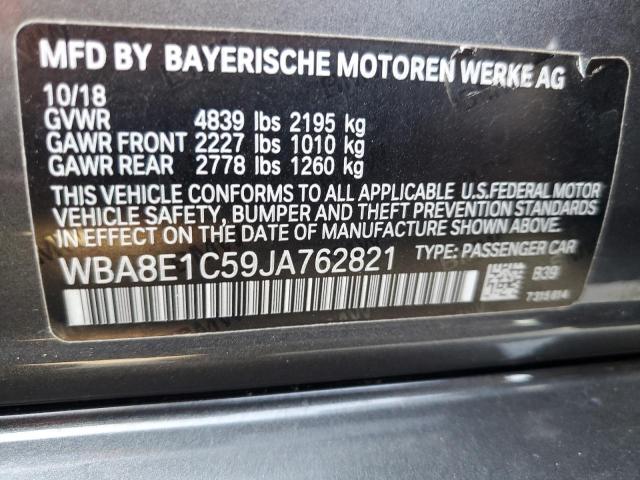 MFD BY BAYERISCHE MOTOREN WERKE AG
10/18
GVWR 4839 lbs 2195 kg
GAWR FRONT 2227 lbs 1010 kg
GAWR REAR 2778 lbs 1260 kg
THIS VEHICLE CONFORMS TO ALL APPLICABLE U.S.FEDERAL MOTOR
VEHICLE SAFETY, BUMPER AND THEFT PREVENTION STANDARDS
IN EFFECT ON THE DATE OF MANUFACTURE SHOWN ABOVE.
WBA8E1C59JA762821 TYPE: PASSENGER CAR
B39